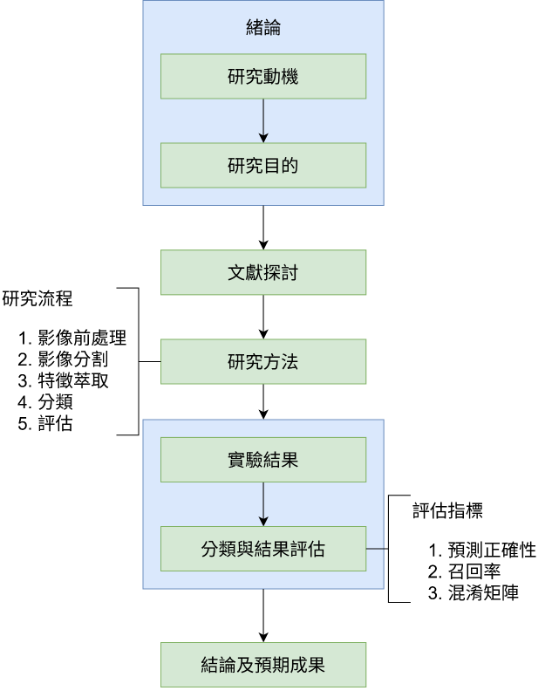 緒論
研究動機
研究目的
文獻探討
研究流程
1. 影像前處理
2. 影像分割
3. 特徵萃取
4. 分類
5. 評估
研究方法
實驗結果
分類與結果評估
評估指標
1. 預測正確性
2. 召回率
3. 混淆矩陣
結論及預期成果